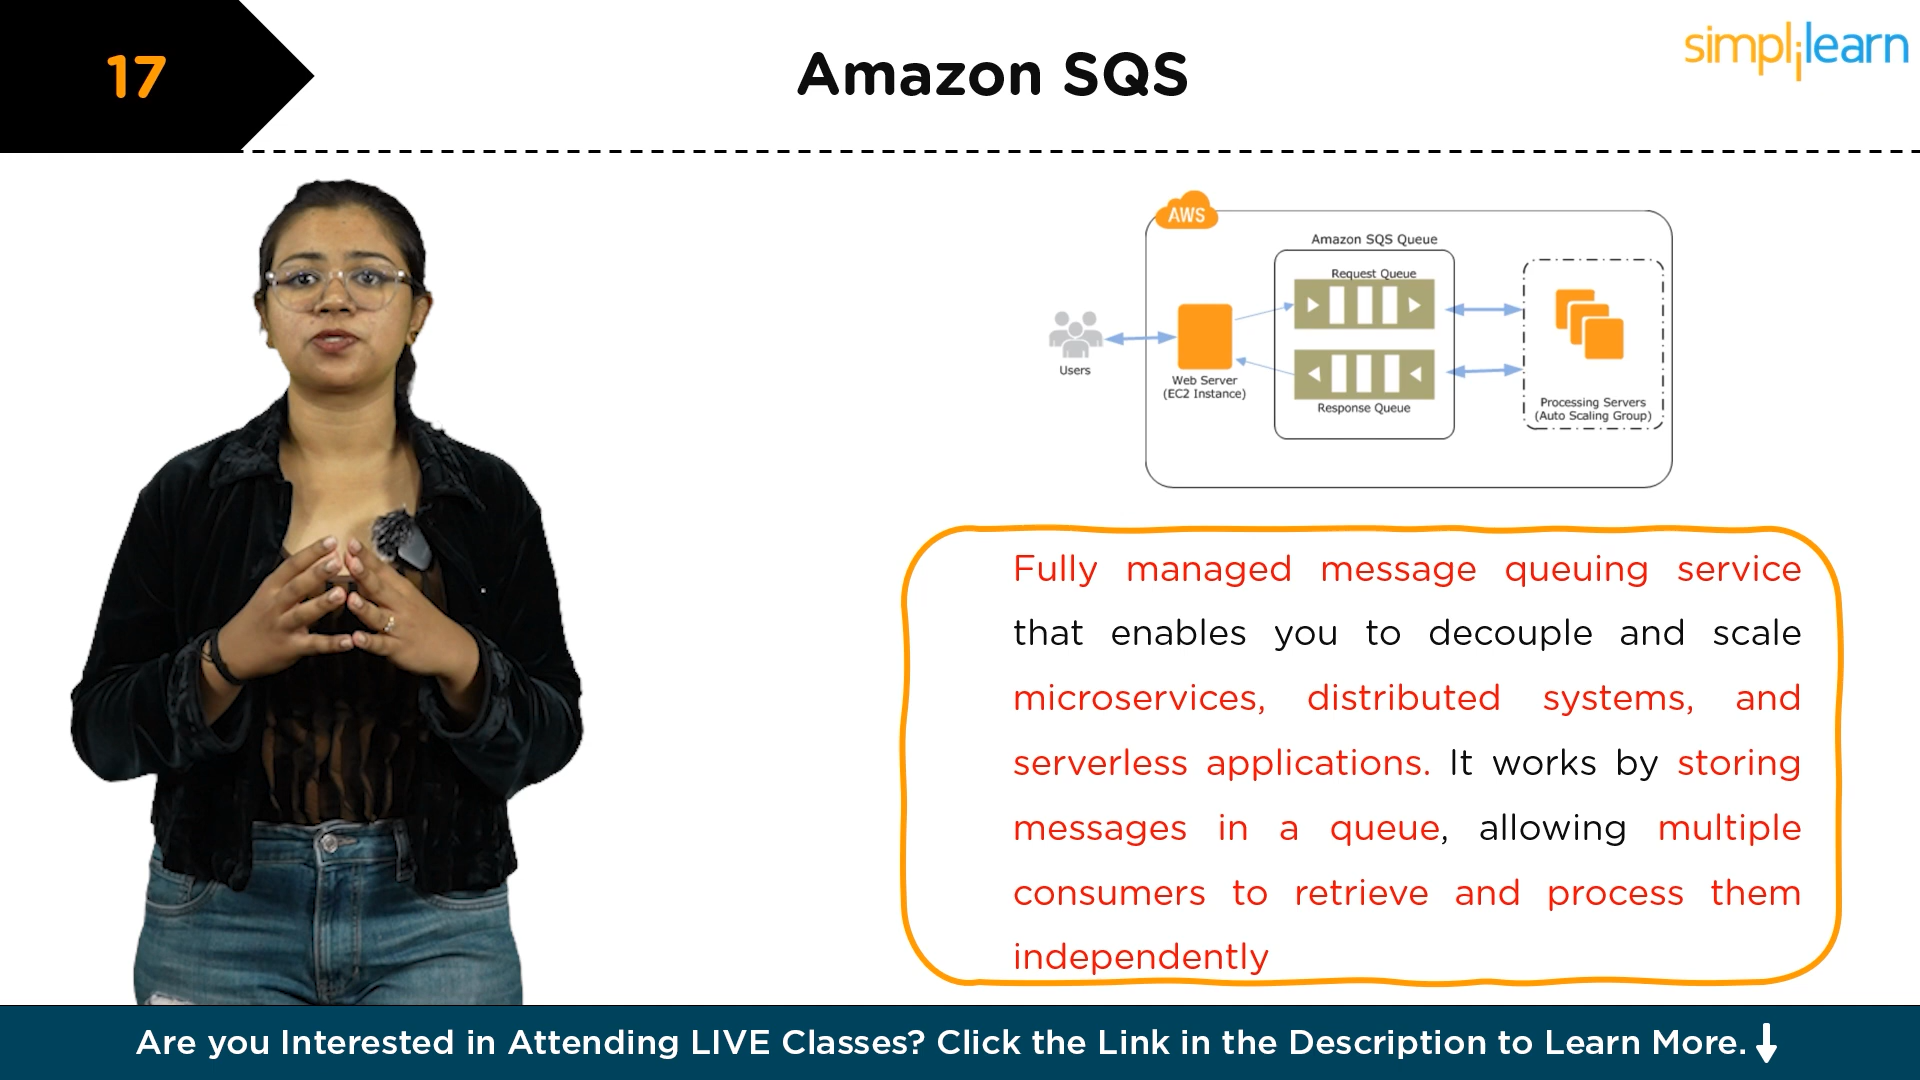 17
Amazon SQS
simplilearn
AWS
Amazon SQS Queue
Request Queue
Users
Web Server
(EC2 Instance)
Response Queue
Processing Servers
(Auto Scaling Group)
Fully managed message queuing service
that enables you to decouple and scale
microservices, distributed systems, and
serverless applications. It works by storing
messages in a queue, allowing multiple
consumers to retrieve and process them
independently
Are you Interested in Attending LIVE Classes? Click the Link in the Description to Learn More.